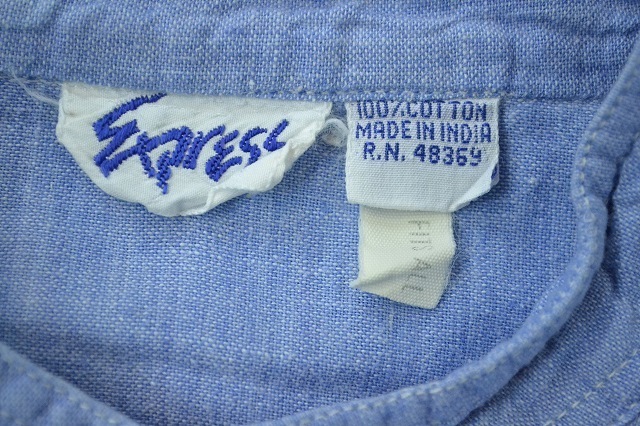 Express
100% COTTON
MADE IN INDIA
R.N. 48369